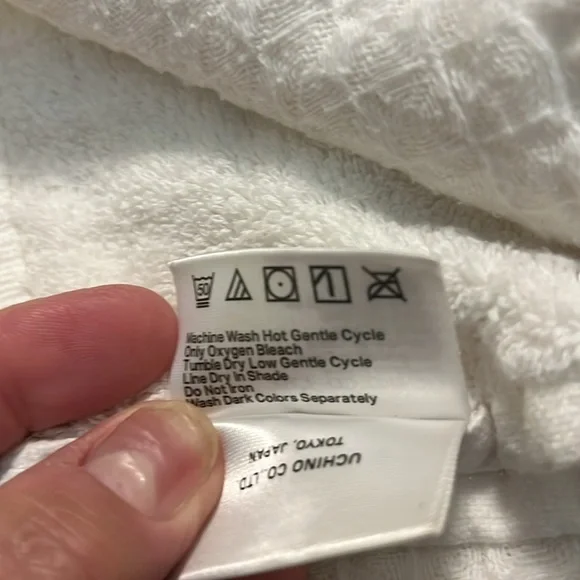 50
Machine Wash Hot Gentle Cycle
Only Oxygen Bleach
Tumble Dry Low Gentle Cycle
Line Dry In Shade
Do Not Iron
Wash Dark Colors Separately
UCHINO CO., LTD.
TOKYO, JAPAN